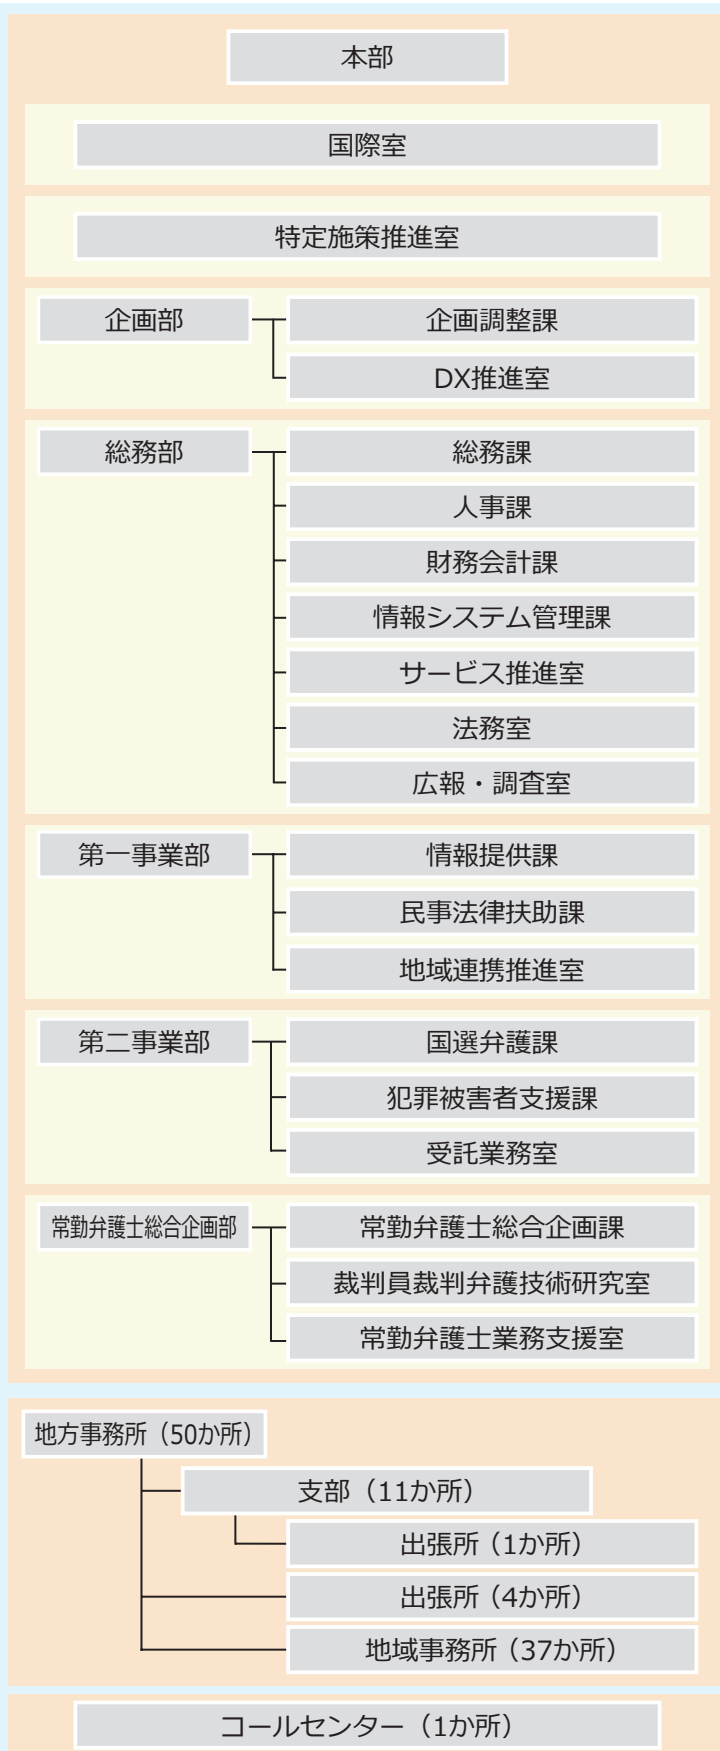 本部
国際室
特定施策推進室
企画部
企画調整課
DX推進室
総務部
総務課
人事課
財務会計課
情報システム管理課
サービス推進室
法務室
広報・調査室
第一事業部
情報提供課
民事法律扶助課
地域連携推進室
第二事業部
国選弁護課
犯罪被害者支援課
受託業務室
常勤弁護士総合企画部
常勤弁護士総合企画課
裁判員裁判弁護技術研究室
常勤弁護士業務支援室
地方事務所（50か所）
支部（11か所）
出張所（1か所）
出張所（4か所）
地域事務所（37か所）
コールセンター（1か所）